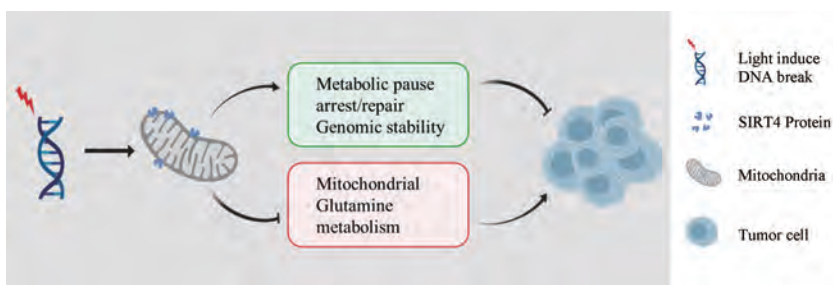 Metabolic pause
arrest/repair
Genomic stability
Mitochondrial
Glutamine
metabolism
Light induce
DNA break
SIRT4 Protein
Mitochondria
Tumor cell